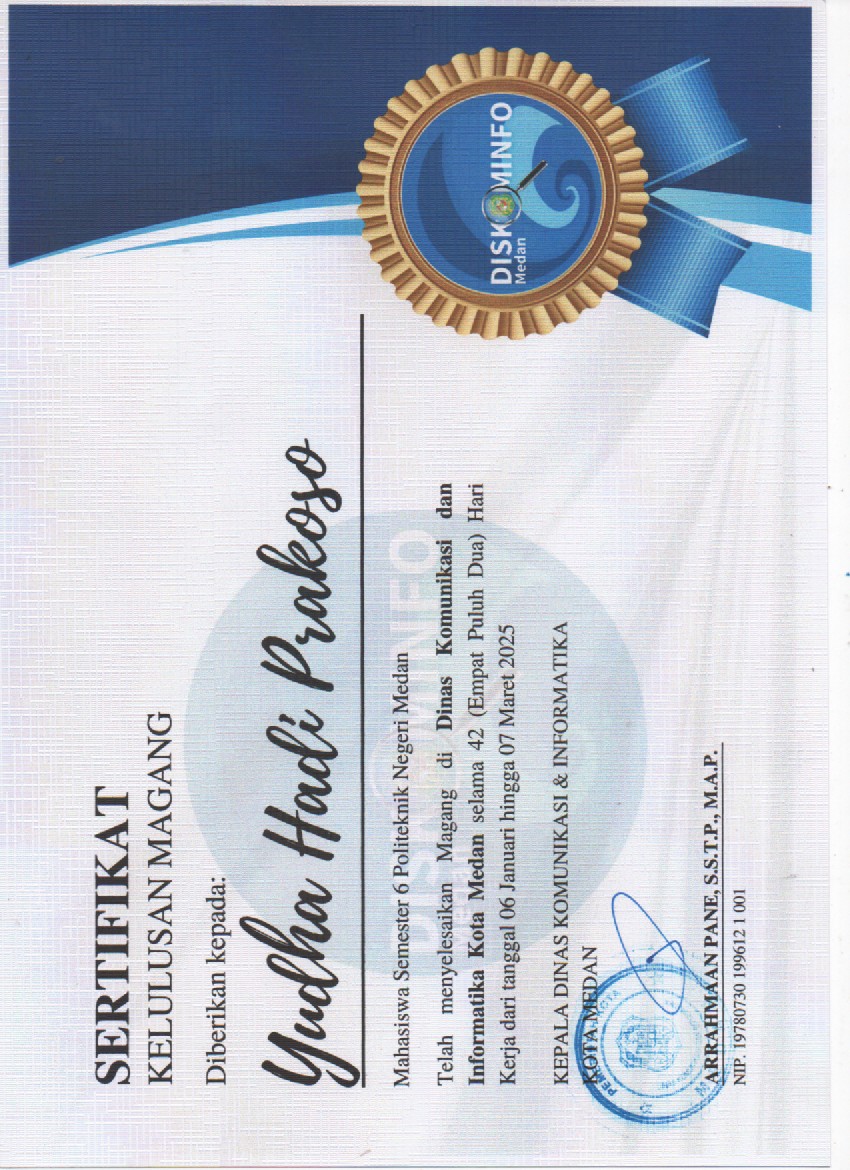 SERTIFIKAT
KELULUSAN MAGANG
Diberikan kepada:
Yudha Hadi Prakoso
Mahasiswa Semester 6 Politeknik Negeri Medan
Telah menyelesaikan Magang di Dinas Komunikasi dan
Informatika Kota Medan selama 42 (Empat Puluh Dua) Hari
Kerja dari tanggal 06 Januari hingga 07 Maret 2025
KEPALA DINAS KOMUNIKASI & INFORMATIKA
KOTA MEDAN
ARRAHMAAN PANE, S.S.T.P., M.A.P.
NIP. 19780730 199612 1 001
DISKOMINFO
Medan
DISKOMINFO
Medan